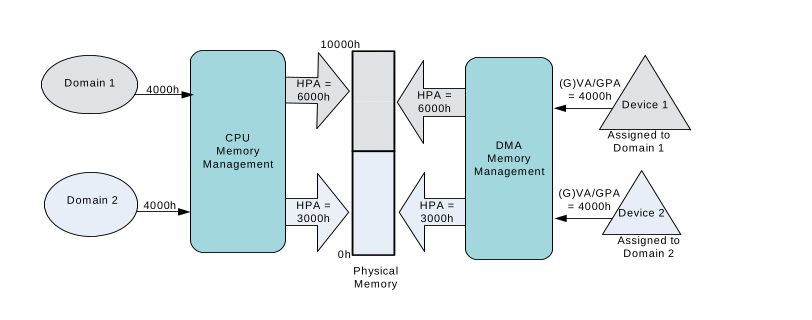 10000h
Domain 1
4000h
HPA =
6000h
HPA =
6000h
(G)VA/GPA
= 4000h
Device 1
Assigned to
Domain 1
CPU
Memory
Management
DMA
Memory
Management
Domain 2
4000h
HPA =
3000h
HPA =
3000h
(G)VA/GPA
= 4000h
Device 2
Assigned to
Domain 2
0h
Physical
Memory